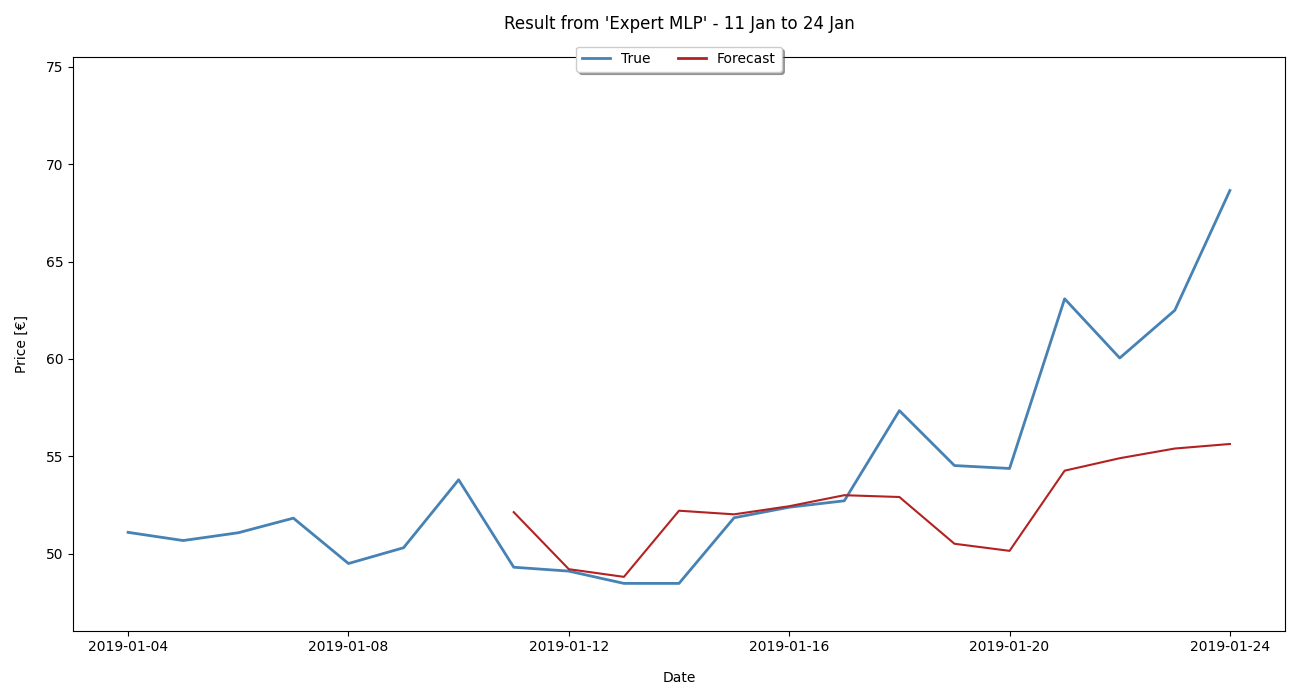 Result from 'Expert MLP' - 11 Jan to 24 Jan
True Forecast
75
70
65
60
55
50
Price [€]
2019-01-04 2019-01-08 2019-01-12 2019-01-16 2019-01-20 2019-01-24
Date